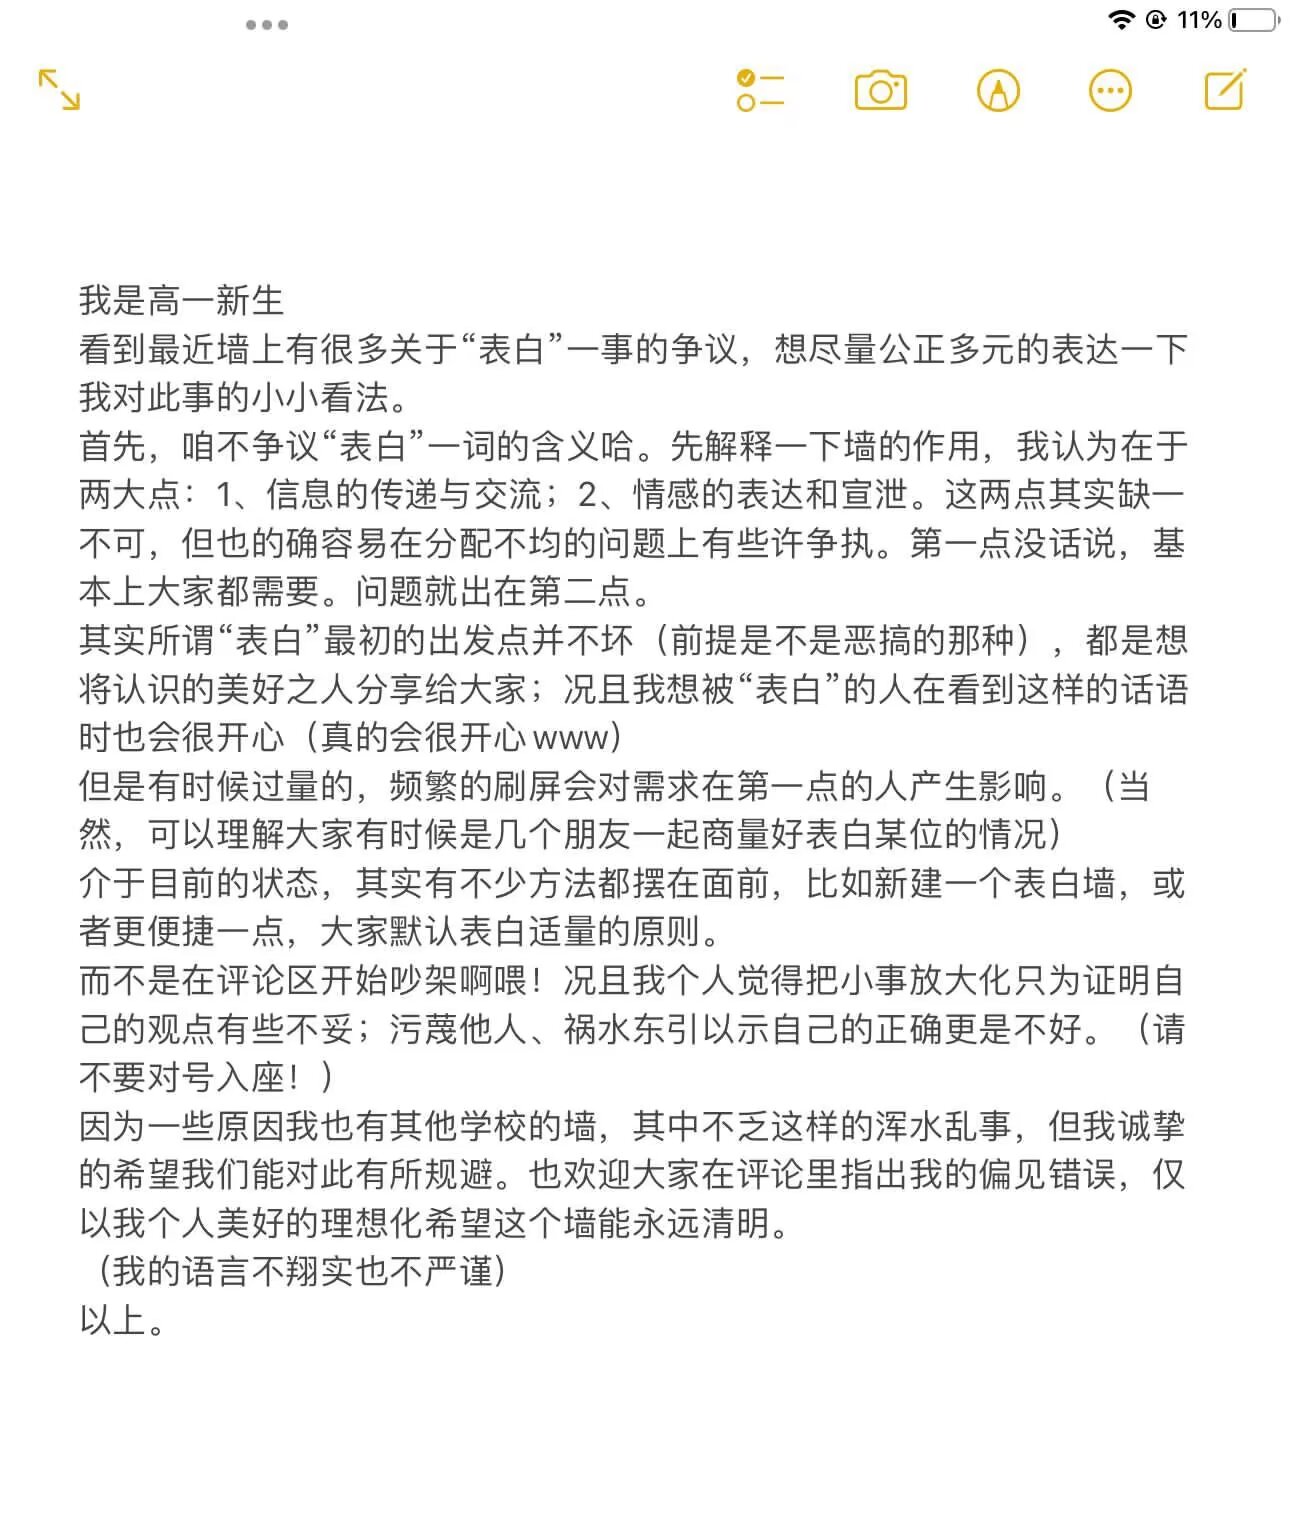 11%
我是高一新生
看到最近墙上有很多关于“表白”一事的争议，想尽量公正多元的表达一下
我对此事的小小看法。
首先，咱不争议“表白”一词的含义哈。先解释一下墙的作用，我认为在于
两大点：1、信息的传递与交流；2、情感的表达和宣泄。这两点其实缺一
不可，但也的确容易在分配不均的问题上有些许争执。第一点没话说，基
本上大家都需要。问题就出在第二点。
其实所谓“表白”最初的出发点并不坏（前提是不是恶搞的那种），都是想
将认识的美好之人分享给大家；况且我想被“表白”的人在看到这样的话语
时也会很开心（真的会很开心www）
但是有时候过量的，频繁的刷屏会对需求在第一点的人产生影响。（当
然，可以理解大家有时候是几个朋友一起商量好表白某位的情况）
介于目前的状态，其实有不少方法都摆在面前，比如新建一个表白墙，或
者更便捷一点，大家默认表白适量的原则。
而不是在评论区开始吵架啊喂！况且我个人觉得把小事放大化只为证明自
己的观点有些不妥；污蔑他人、祸水东引以示自己的正确更是不好。（请
不要对号入座！）
因为一些原因我也有其他学校的墙，其中不乏这样的浑水乱事，但我诚挚
的希望我们能对此有所规避。也欢迎大家在评论里指出我的偏见错误，仅
以我个人美好的理想化希望这个墙能永远清明。
（我的语言不翔实也不严谨）
以上。